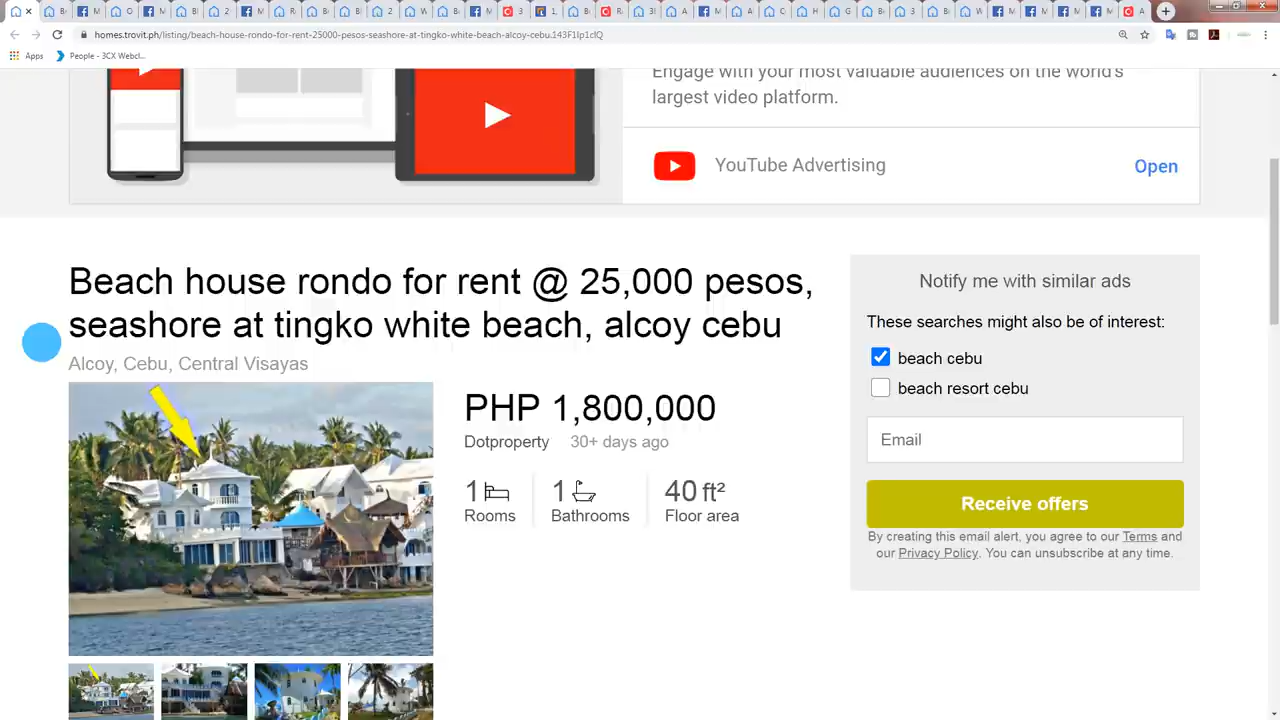 homes.trovit.ph/listing/beach-house-rondo-for-rent-25000-pesos-seashore-at-tingko-white-beach-alcoy-cebu.143F1lp1clQ
Apps People - 3CX Webcl...
Engage with your most valuable audiences on the world's
largest video platform.
YouTube Advertising Open
Beach house rondo for rent @ 25,000 pesos,
seashore at tingko white beach, alcoy cebu
Alcoy, Cebu, Central Visayas
PHP 1,800,000
Dotproperty 30+ days ago
1 1 40 ft²
Rooms Bathrooms Floor area
Notify me with similar ads
These searches might also be of interest:
beach cebu
beach resort cebu
Email
Receive offers
By creating this email alert, you agree to our Terms and
our Privacy Policy. You can unsubscribe at any time.